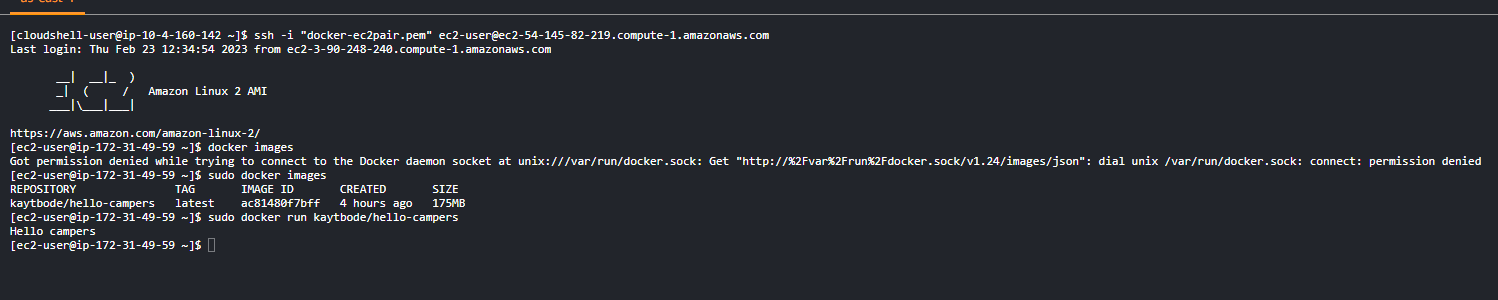 [cloudshell-user@ip-10-4-160-142 ~]$ ssh -i "docker-ec2pair.pem" ec2-user@ec2-54-145-82-219.compute-1.amazonaws.com
Last login: Thu Feb 23 12:34:54 2023 from ec2-3-90-248-240.compute-1.amazonaws.com
       __|  __|_  )
       _|  (     /   Amazon Linux 2 AMI
      ___|\___|___|
https://aws.amazon.com/amazon-linux-2/
[ec2-user@ip-172-31-49-59 ~]$ docker images
Got permission denied while trying to connect to the Docker daemon socket at unix:///var/run/docker.sock: Get "http://%2Fvar%2Frun%2Fdocker.sock/v1.24/images/json": dial unix /var/run/docker.sock: connect: permission denied
[ec2-user@ip-172-31-49-59 ~]$ sudo docker images
REPOSITORY               TAG       IMAGE ID       CREATED       SIZE
kaytbode/hello-campers   latest    ac81480f7bff   4 hours ago   175MB
[ec2-user@ip-172-31-49-59 ~]$ sudo docker run kaytbode/hello-campers
Hello campers
[ec2-user@ip-172-31-49-59 ~]$